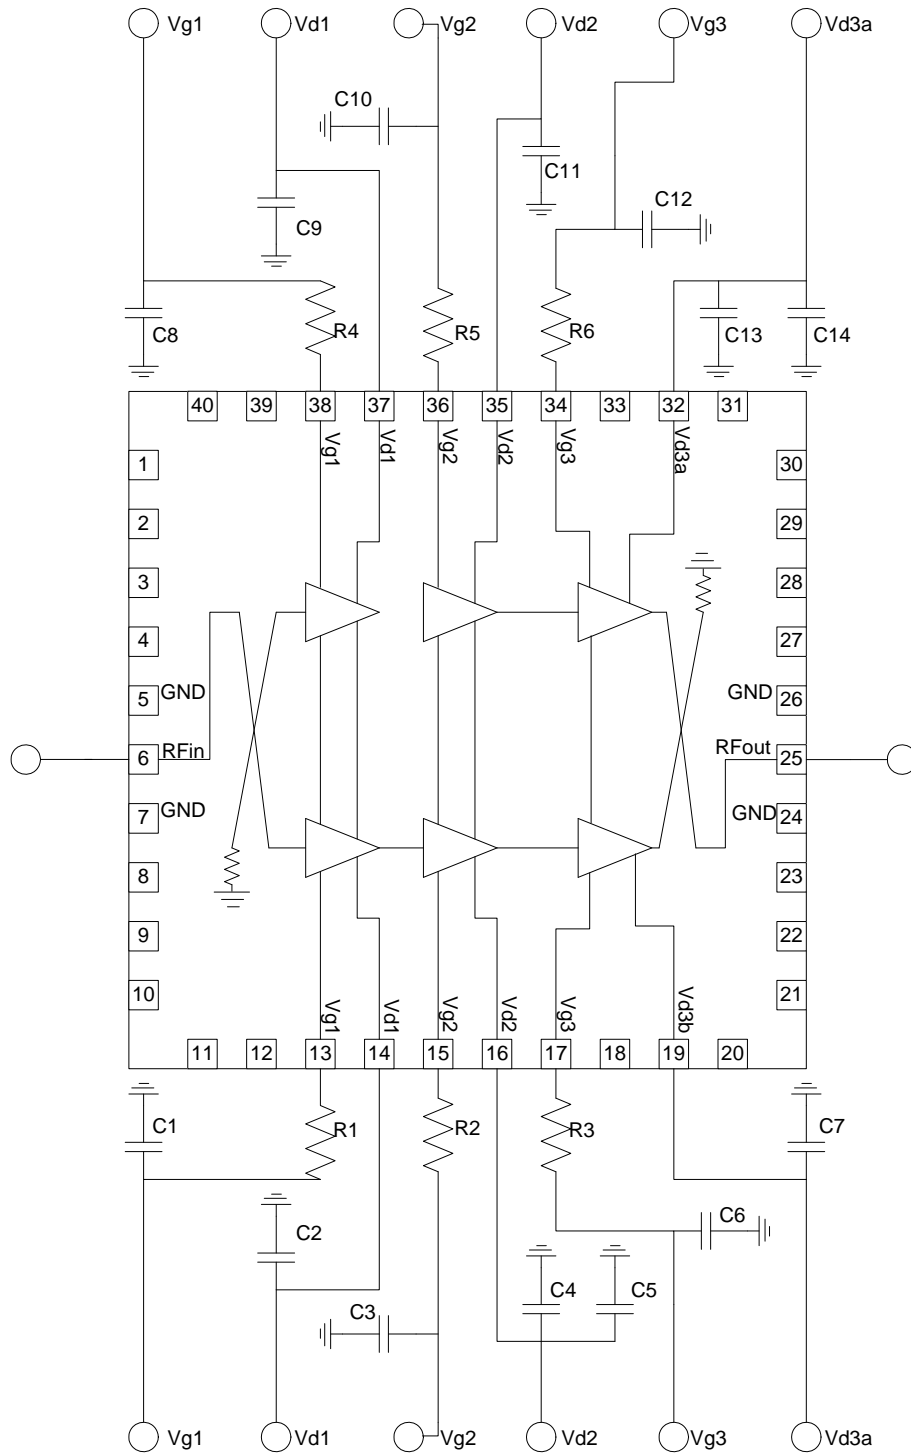 Vg1 Vd1 Vg2 Vd2 Vg3 Vd3a
C10
C11
C12
C9
C8 R4 R5 R6 C13 C14
40 39 38 37 36 35 34 33 32 31
Vg1 Vd1 Vg2 Vd2 Vg3 Vd3a
1 30
2 29
3 28
4 27
5 GND GND 26
6 RFin RFout 25
7 GND GND 24
8 23
9 22
10 21
Vg1 Vd1 Vg2 Vd2 Vg3 Vd3b
11 12 13 14 15 16 17 18 19 20
C1 R1 R2 R3 C7
C2 C6
C4 C5
C3
Vg1 Vd1 Vg2 Vd2 Vg3 Vd3a